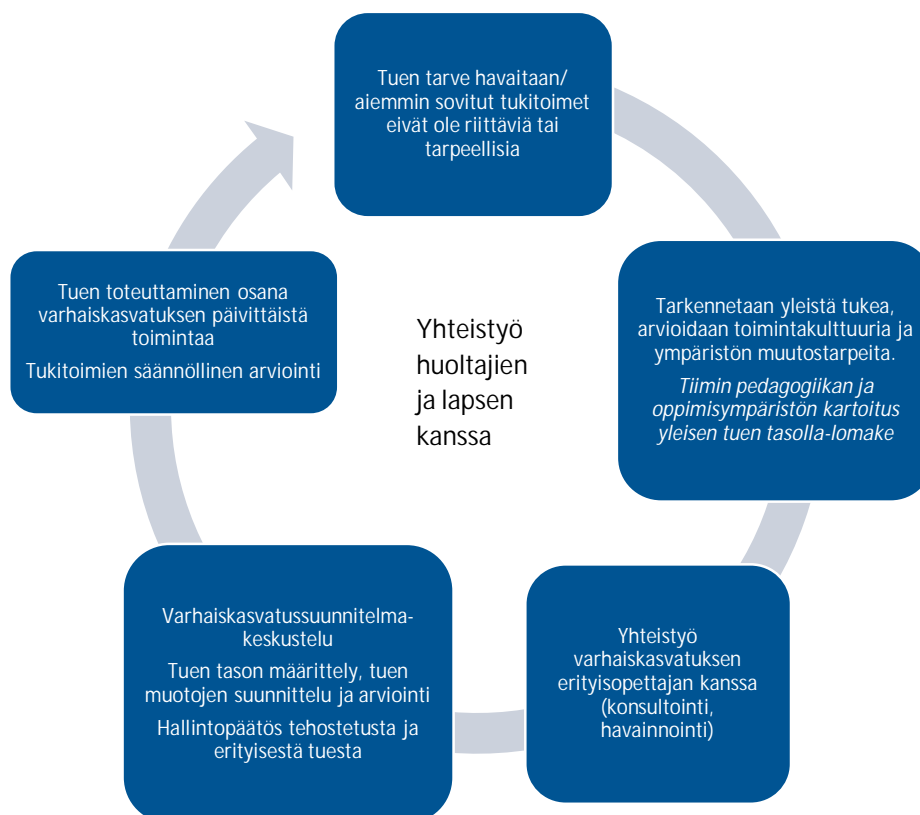 Tuen tarve havaitaan/
aiemmin sovitut tukitoimet
eivät ole riittäviä tai
tarpeellisia
Tarkennetaan yleistä tukea,
arvioidaan toimintakulttuuria ja
ympäristön muutostarpeita.
Tiimin pedagogiikan ja
oppimisympäristön kartoitus
yleisen tuen tasolla-lomake
Yhteistyö
varhaiskasvatuksen
erityisopettajan kanssa
(konsultointi,
havainnointi)
Varhaiskasvatussuunnitelma-
keskustelu
Tuen tason määrittely, tuen
muotojen suunnittelu ja arviointi
Hallintopäätös tehostetusta ja
erityisestä tuesta
Tuen toteuttaminen osana
varhaiskasvatuksen päivittäistä
toimintaa
Tukitoimien säännöllinen arviointi
Yhteistyö
huoltajien
ja lapsen
kanssa